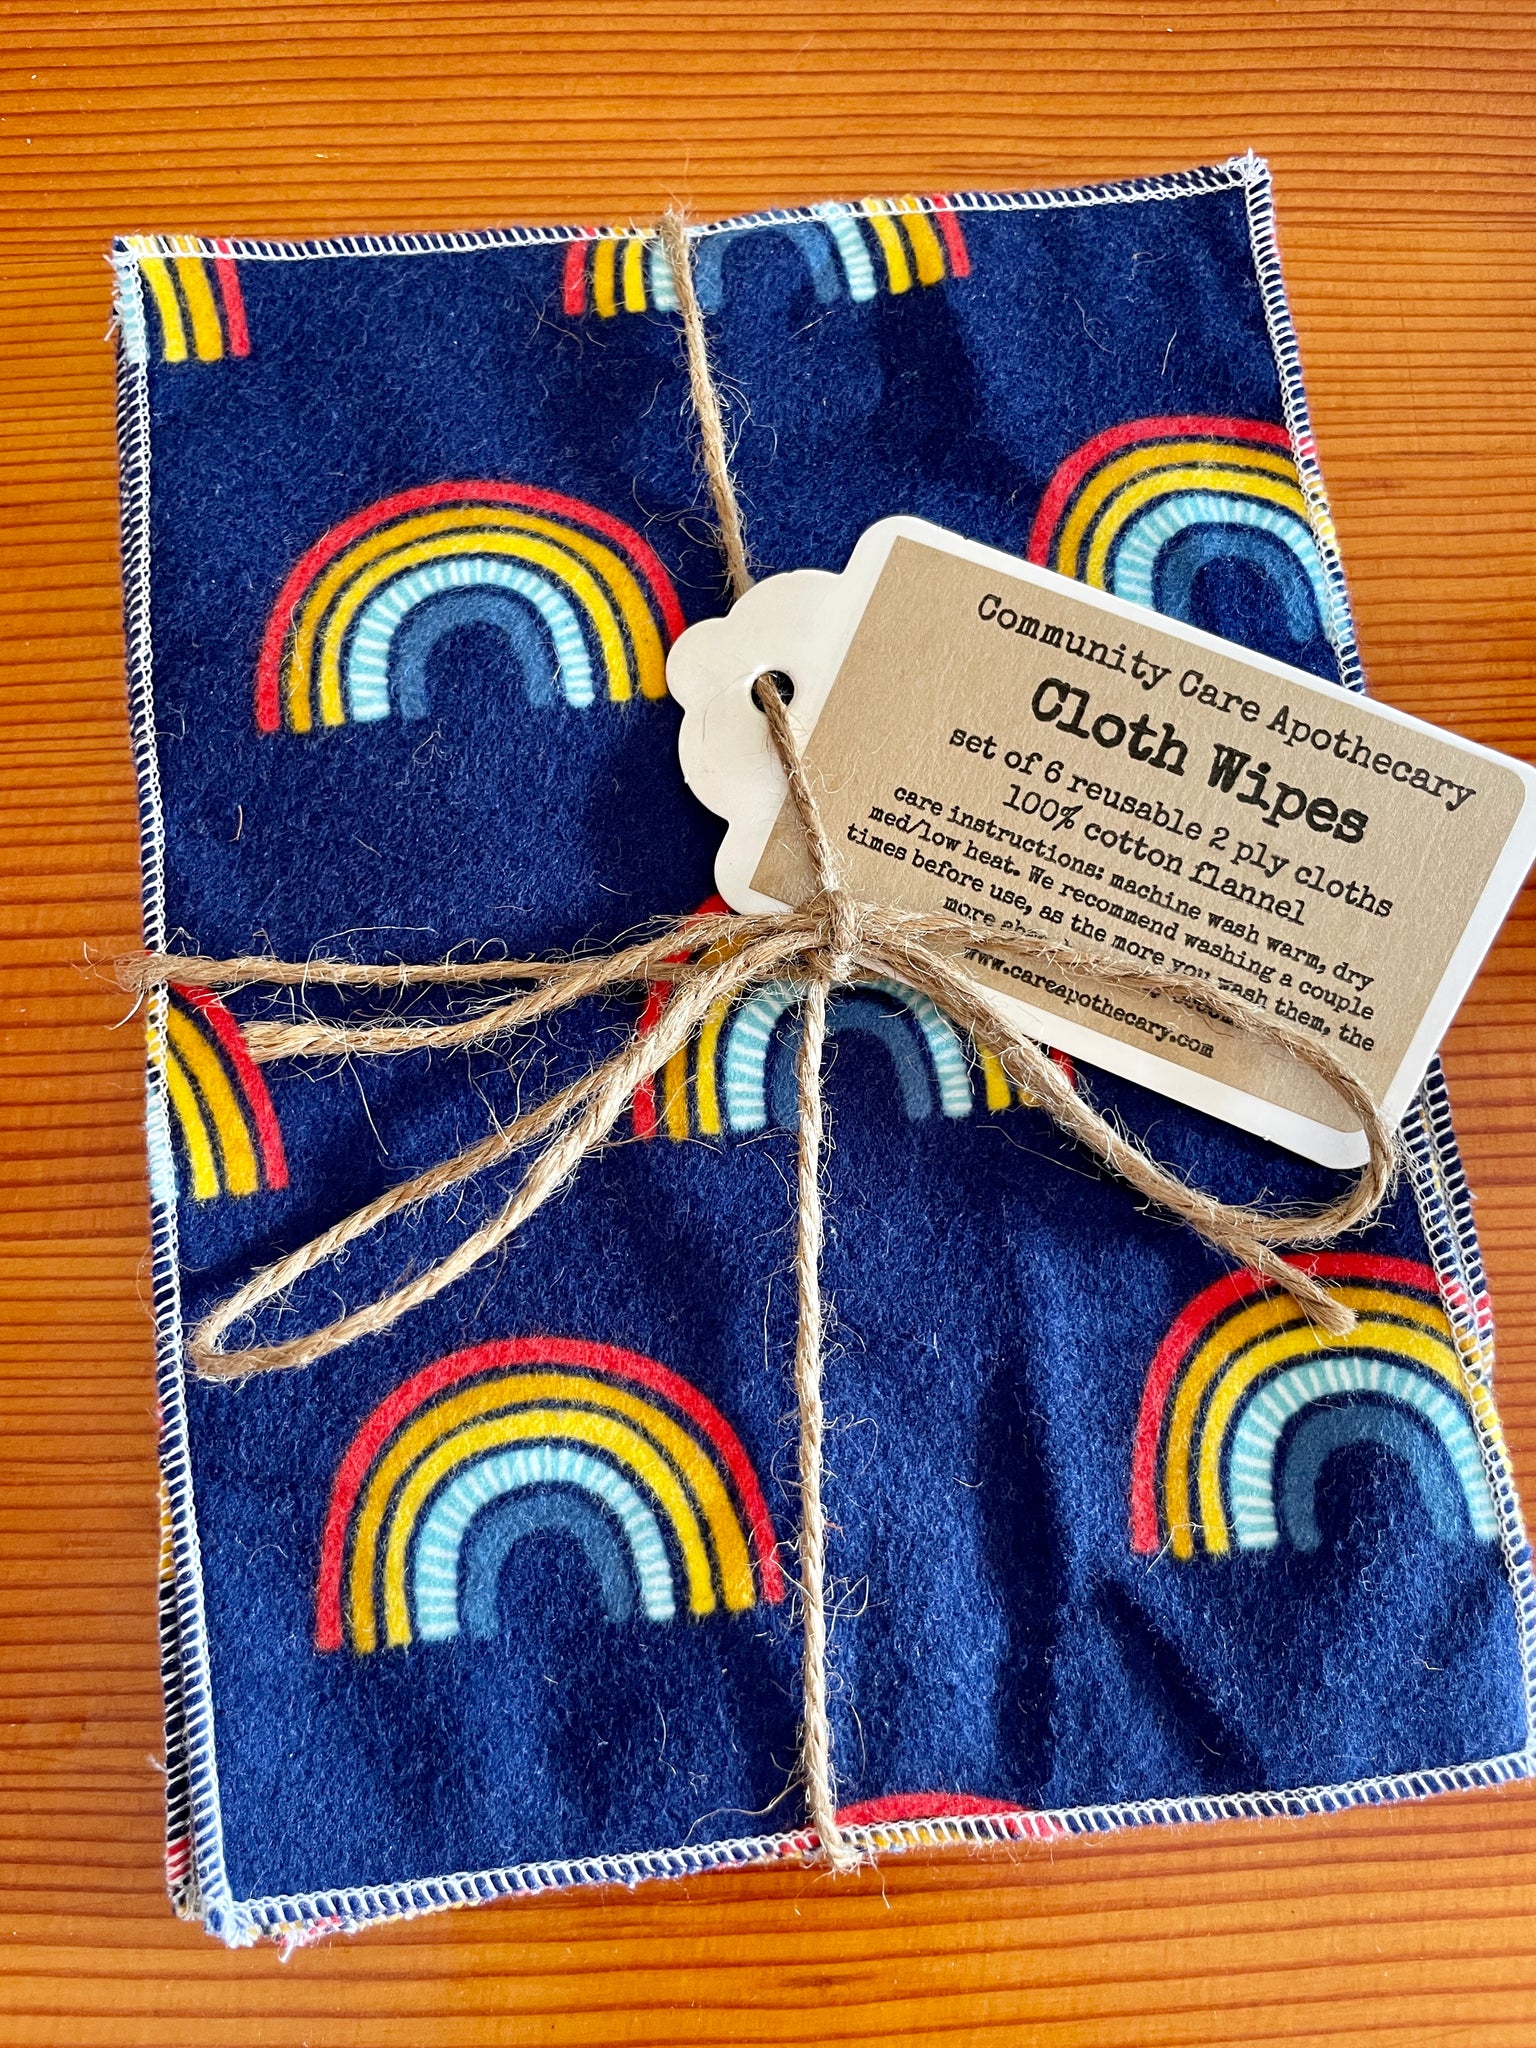 Community Care Apothecary
Cloth Wipes
set of 6 reusable 2 ply cloths
100% cotton flannel
care instructions: machine wash warm, dry
med/low heat. We recommend washing a couple
times before use, as the more you wash them, the
more
www.careapothecary.com